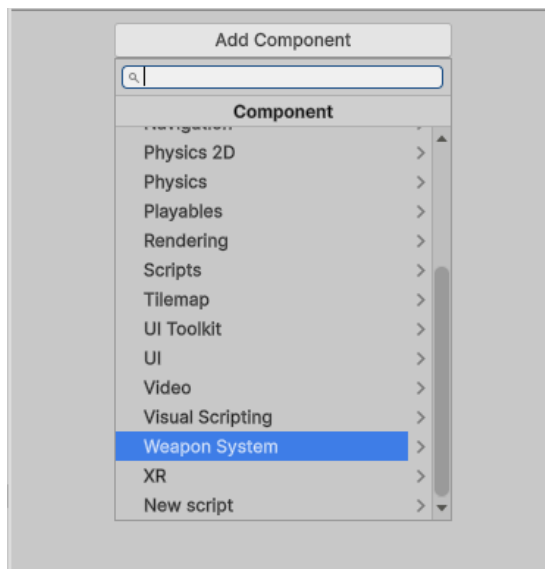 Add Component
Component
Navigation
Physics 2D
Physics
Playables
Rendering
Scripts
Tilemap
UI Toolkit
UI
Video
Visual Scripting
Weapon System
XR
New script